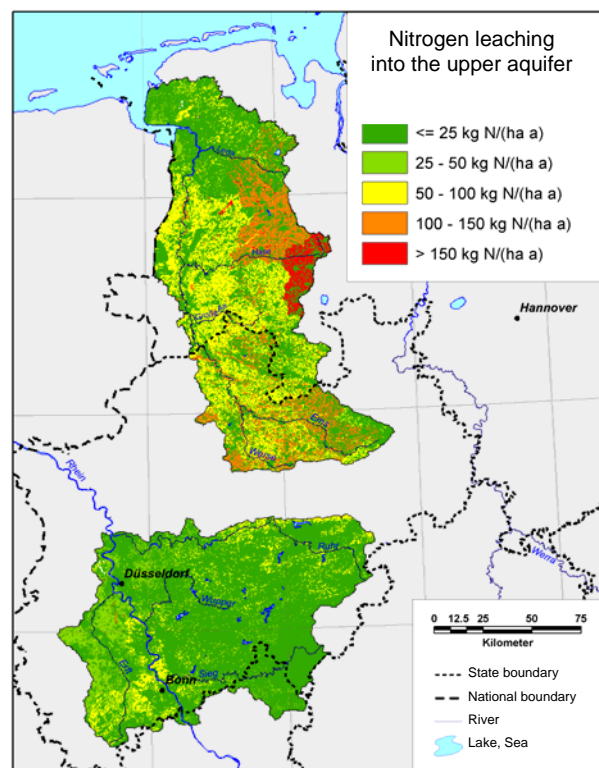 Nitrogen leaching
into the upper aquifer
<= 25 kg N/(ha a)
25 - 50 kg N/(ha a)
50 - 100 kg N/(ha a)
100 - 150 kg N/(ha a)
> 150 kg N/(ha a)
Leda
Hase
Hannover
Ems
Werse
Rhein
Ruhr
Werra
Düsseldorf
Wupper
Erft
Sieg
Bonn
0 12.5 25 50 75
Kilometer
State boundary
National boundary
River
Lake, Sea